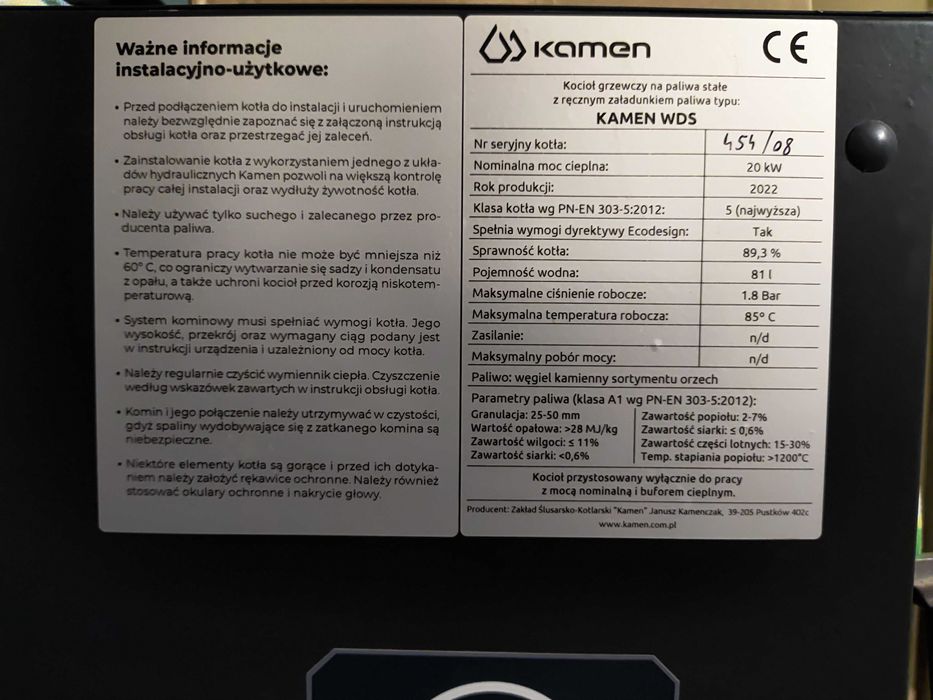 Ważne informacje
instalacyjno-użytkowe:
• Przed podłączeniem kotła do instalacji i uruchomieniem
należy bezwzględnie zapoznać się z załączoną instrukcją
obsługi kotła oraz przestrzegać jej zaleceń.
• Zainstalowanie kotła z wykorzystaniem jednego z ukła-
dów hydraulicznych Kamen pozwoli na większą kontrolę
pracy całej instalacji oraz wydłuży żywotność kotła.
• Należy używać tylko suchego i zalecanego przez pro-
ducenta paliwa.
• Temperatura pracy kotła nie może być mniejsza niż
60° C, co ograniczy wytwarzanie się sadzy i kondensatu
z opału, a także uchroni kocioł przed korozją niskotem-
peraturową.
• System kominowy musi spełniać wymogi kotła. Jego
wysokość, przekrój oraz wymagany ciąg podany jest
w instrukcji urządzenia i uzależniony od mocy kotła.
• Należy regularnie czyścić wymiennik ciepła. Czyszczenie
według wskazówek zawartych w instrukcji obsługi kotła.
• Komin i jego połączenie należy utrzymywać w czystości,
gdyż spaliny wydobywające się z zatkanego komina są
niebezpieczne.
• Niektóre elementy kotła są gorące i przed ich dotyka-
niem należy założyć rękawice ochronne. Należy również
stosować okulary ochronne i nakrycie głowy.
kamen CE
Kocioł grzewczy na paliwa stałe
z ręcznym załadunkiem paliwa typu:
KAMEN WDS
Nr seryjny kotła: 454/08
Nominalna moc cieplna: 20 kW
Rok produkcji: 2022
Klasa kotła wg PN-EN 303-5:2012: 5 (najwyższa)
Spełnia wymogi dyrektywy Ecodesign: Tak
Sprawność kotła: 89,3 %
Pojemność wodna: 81 l
Maksymalne ciśnienie robocze: 1.8 Bar
Maksymalna temperatura robocza: 85° C
Zasilanie: n/d
Maksymalny pobór mocy: n/d
Paliwo: węgiel kamienny sortymentu orzech
Parametry paliwa (klasa A1 wg PN-EN 303-5:2012):
Granulacja: 25-50 mm
Wartość opałowa: >28 MJ/kg
Zawartość wilgoci: ≤ 11%
Zawartość siarki: <0,6%
Zawartość popiołu: 2-7%
Zawartość siarki: ≤ 0,6%
Zawartość części lotnych: 15-30%
Temp. stapiania popiołu: >1200°C
Kocioł przystosowany wyłącznie do pracy
z mocą nominalną i buforem cieplnym.
Producent: Zakład Ślusarsko-Kotlarski "Kamen" Janusz Kamenczak, 39-205 Pustków 402c
www.kamen.com.pl